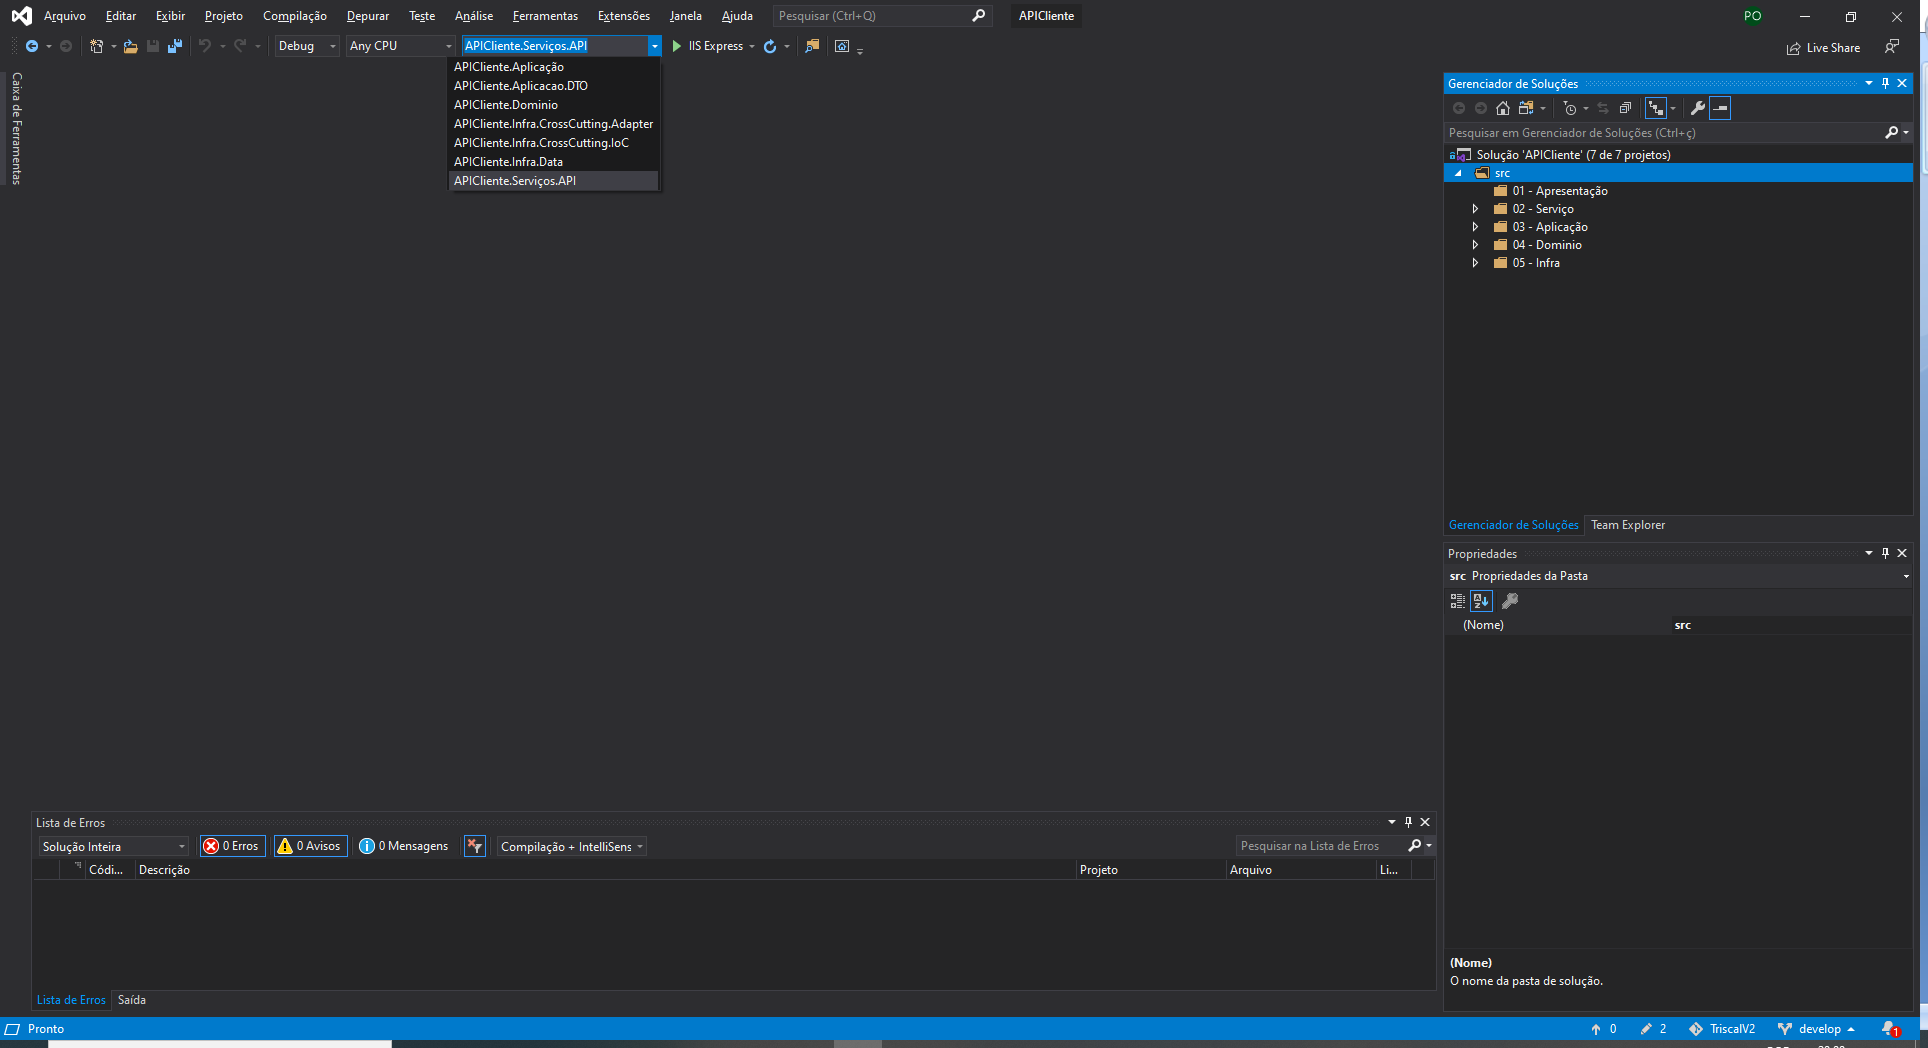 Arquivo Editar Exibir Projeto Compilação Depurar Teste Análise Ferramentas Extensões Janela Ajuda Pesquisar (Ctrl+Q) APICliente PO
Debug Any CPU APICliente.Serviços.API IIS Express Live Share
APICliente.Aplicação
APICliente.Aplicacao.DTO
APICliente.Dominio
APICliente.Infra.CrossCutting.Adapter
APICliente.Infra.CrossCutting.IoC
APICliente.Infra.Data
APICliente.Serviços.API
Caixa de Ferramentas
Gerenciador de Soluções
Pesquisar em Gerenciador de Soluções (Ctrl+ç)
Solução 'APICliente' (7 de 7 projetos)
src
01 - Apresentação
02 - Serviço
03 - Aplicação
04 - Dominio
05 - Infra
Gerenciador de Soluções Team Explorer
Propriedades
src Propriedades da Pasta
(Nome) src
(Nome)
O nome da pasta de solução.
Lista de Erros
Solução Inteira 0 Erros 0 Avisos 0 Mensagens Compilação + IntelliSens Pesquisar na Lista de Erros
Códi... Descrição Projeto Arquivo Li...
Lista de Erros Saída
Pronto 0 2 TriscalV2 develop 1